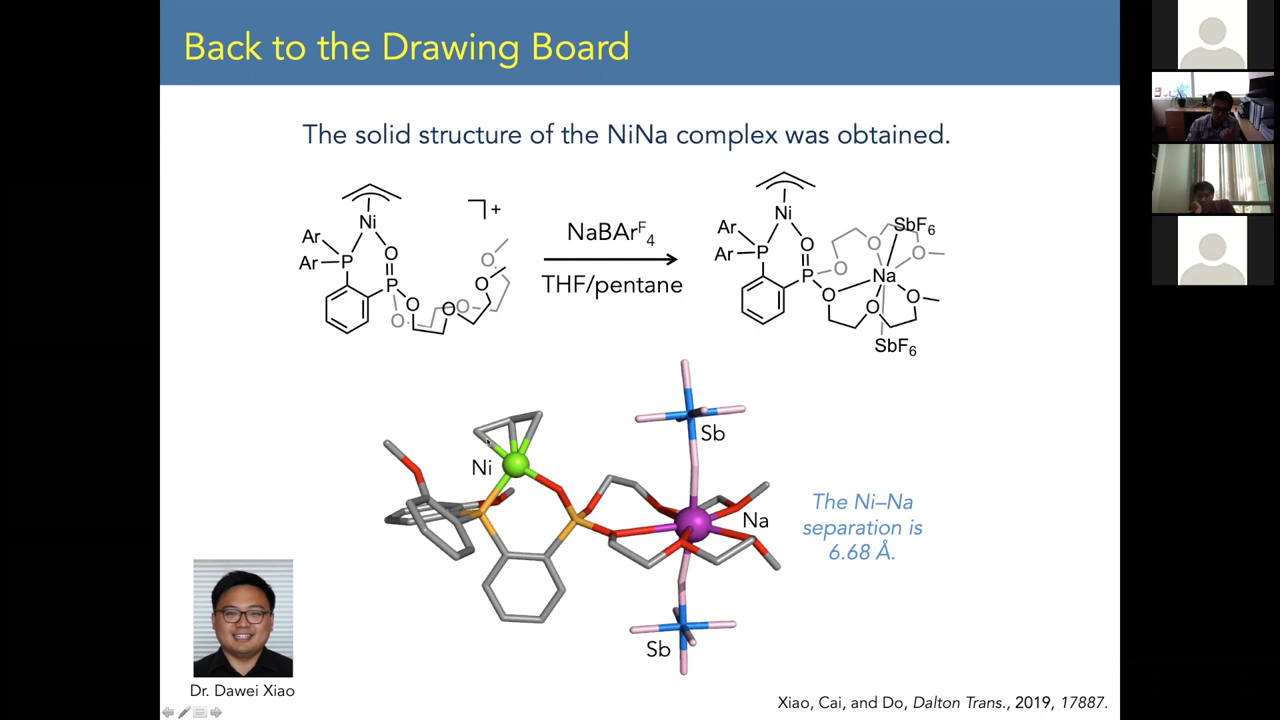 Back to the Drawing Board
The solid structure of the NiNa complex was obtained.
Ni
Ar
Ar
P
O
P
O
O
O
O
O
O
]+
NaBArF4
THF/pentane
Ni
Ar
Ar
P
O
P
O
O
O
O
O
O
Na
SbF6
SbF6
Ni
Sb
Na
Sb
The Ni–Na
separation is
6.68 Å.
Dr. Dawei Xiao
Xiao, Cai, and Do, Dalton Trans., 2019, 17887.